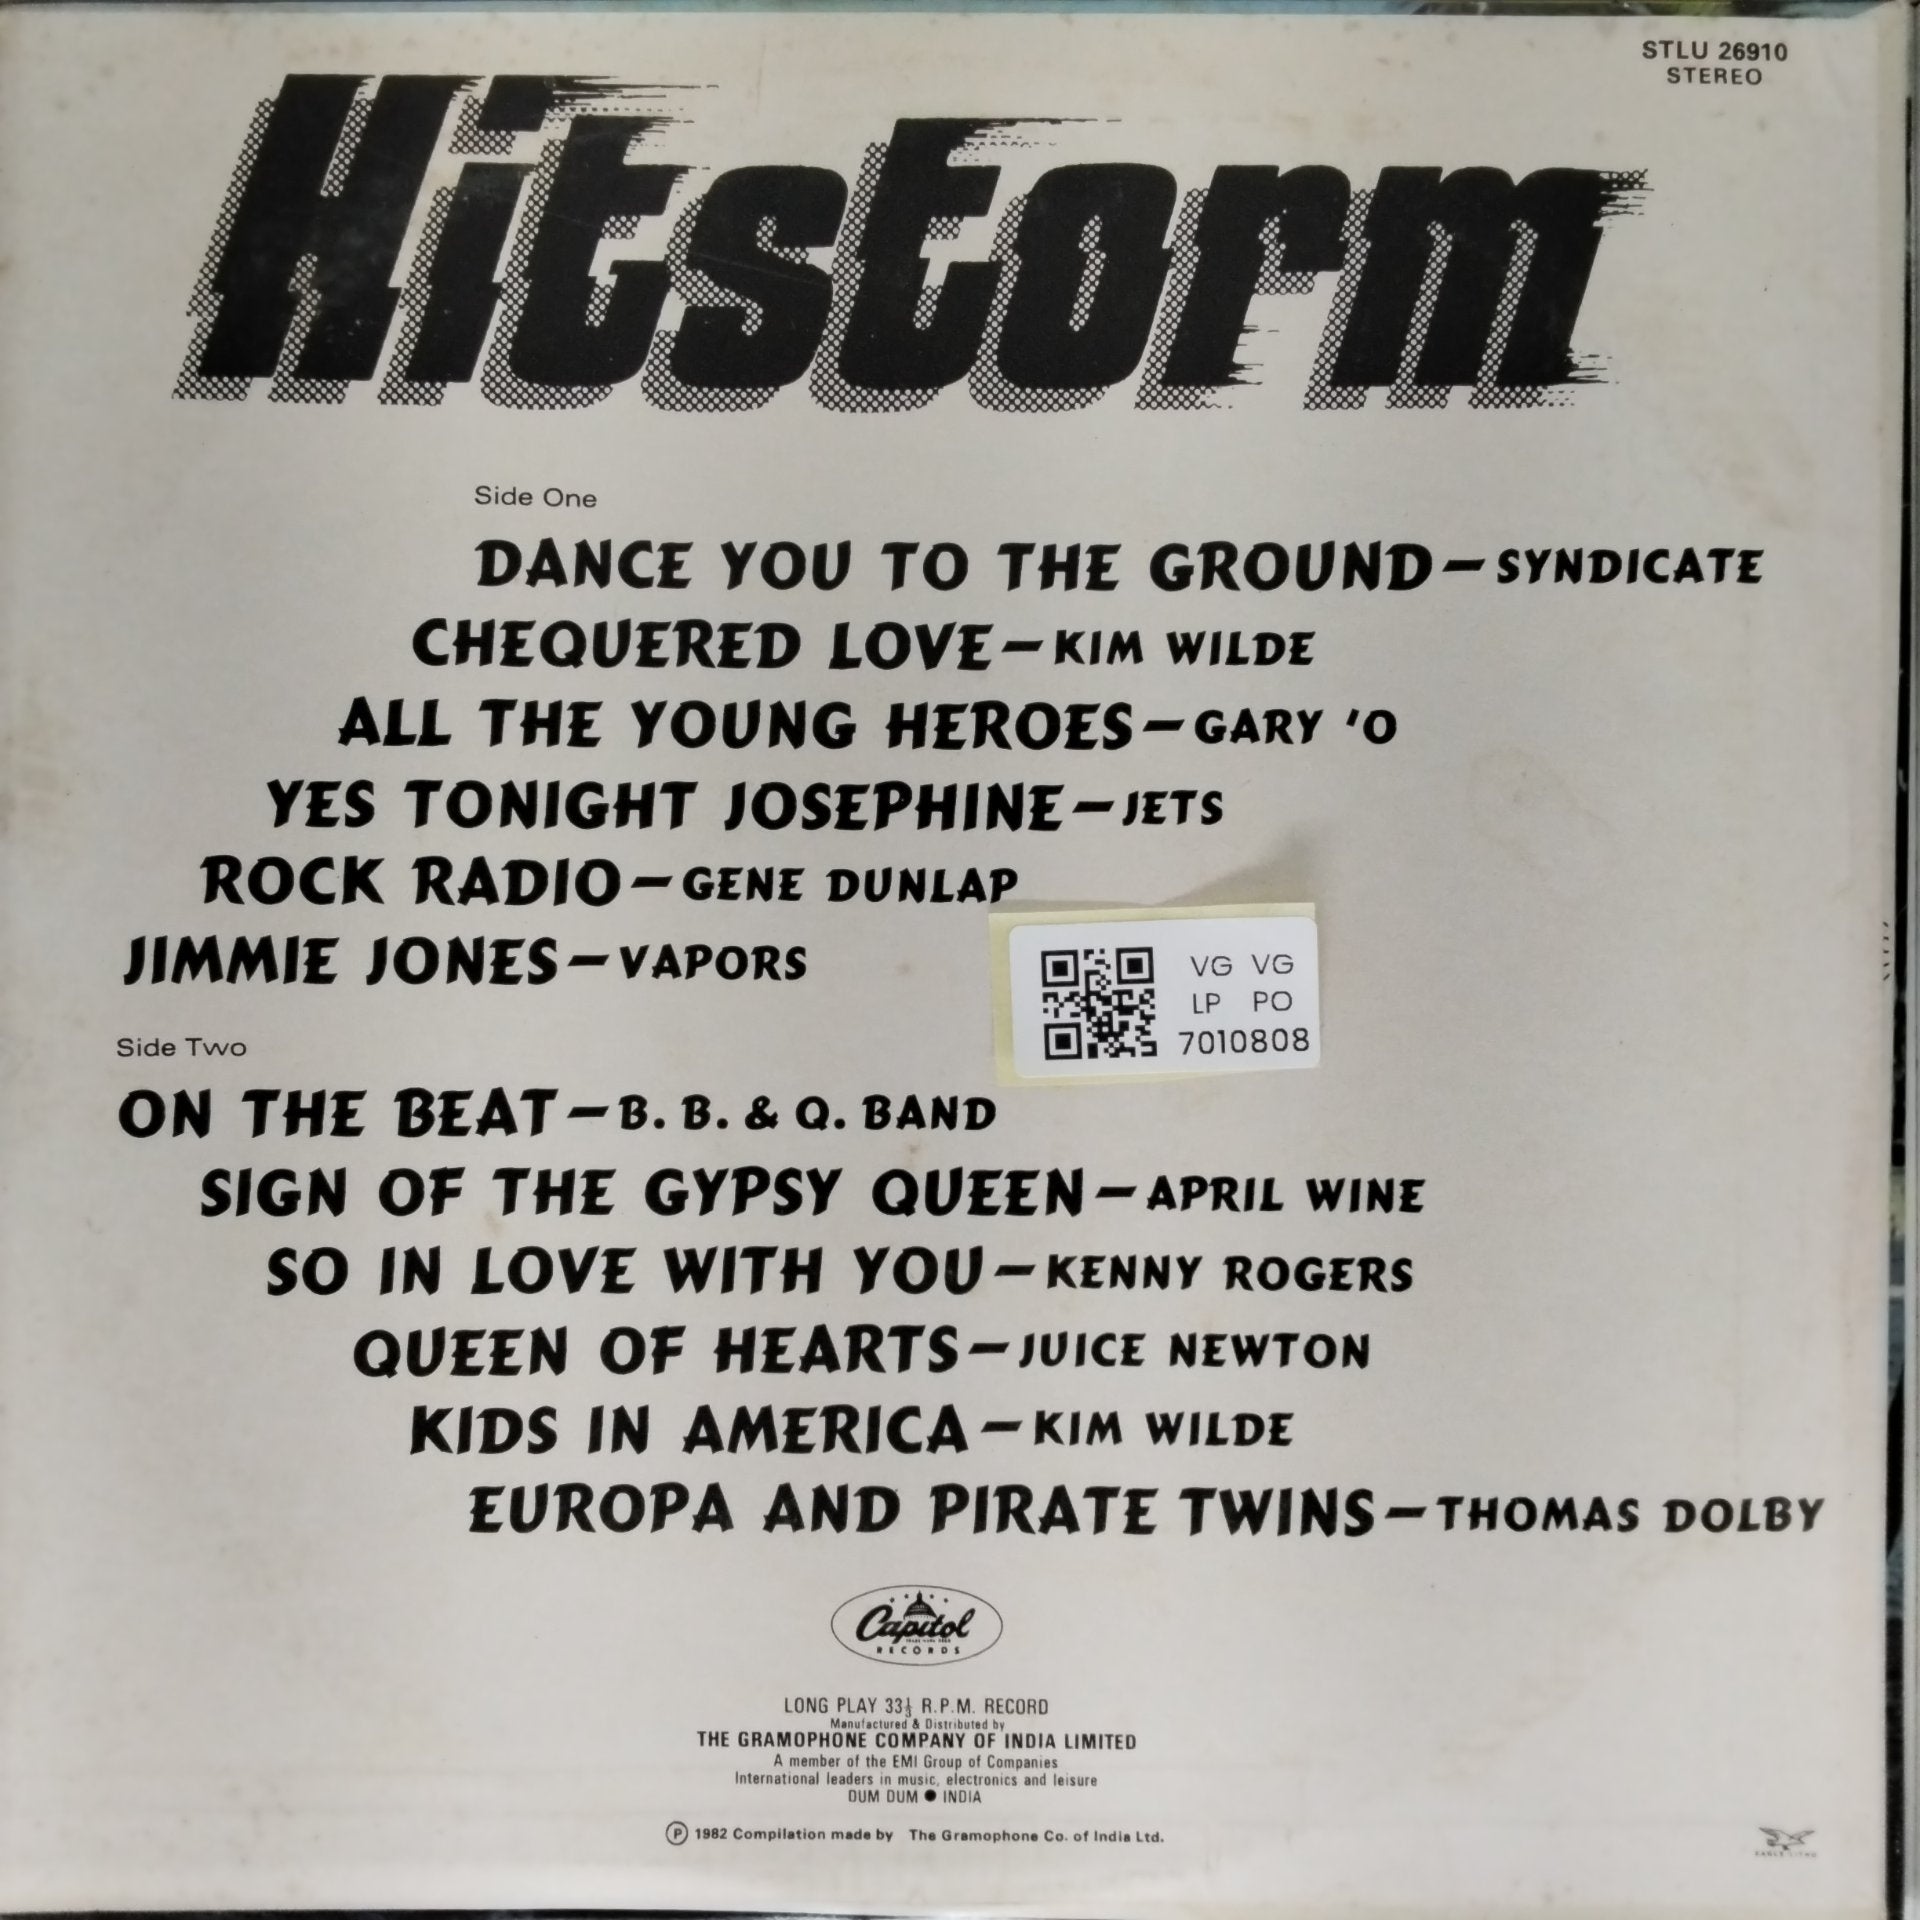 STLU 26910
STEREO
Hitstorm
Side One
DANCE YOU TO THE GROUND – SYNDICATE
CHEQUERED LOVE – KIM WILDE
ALL THE YOUNG HEROES – GARY 'O
YES TONIGHT JOSEPHINE – JETS
ROCK RADIO – GENE DUNLAP
JIMMIE JONES – VAPORS
VG VG
LP PO
7010808
Side Two
ON THE BEAT – B. B. & Q. BAND
SIGN OF THE GYPSY QUEEN – APRIL WINE
SO IN LOVE WITH YOU – KENNY ROGERS
QUEEN OF HEARTS – JUICE NEWTON
KIDS IN AMERICA – KIM WILDE
EUROPA AND PIRATE TWINS – THOMAS DOLBY
Capitol
RECORDS
LONG PLAY 33⅓ R.P.M. RECORD
Manufactured & Distributed by
THE GRAMOPHONE COMPANY OF INDIA LIMITED
A member of the EMI Group of Companies
International leaders in music, electronics and leisure
DUM DUM ● INDIA
Ⓟ 1982 Compilation made by The Gramophone Co. of India Ltd.
EAGLE LITHO